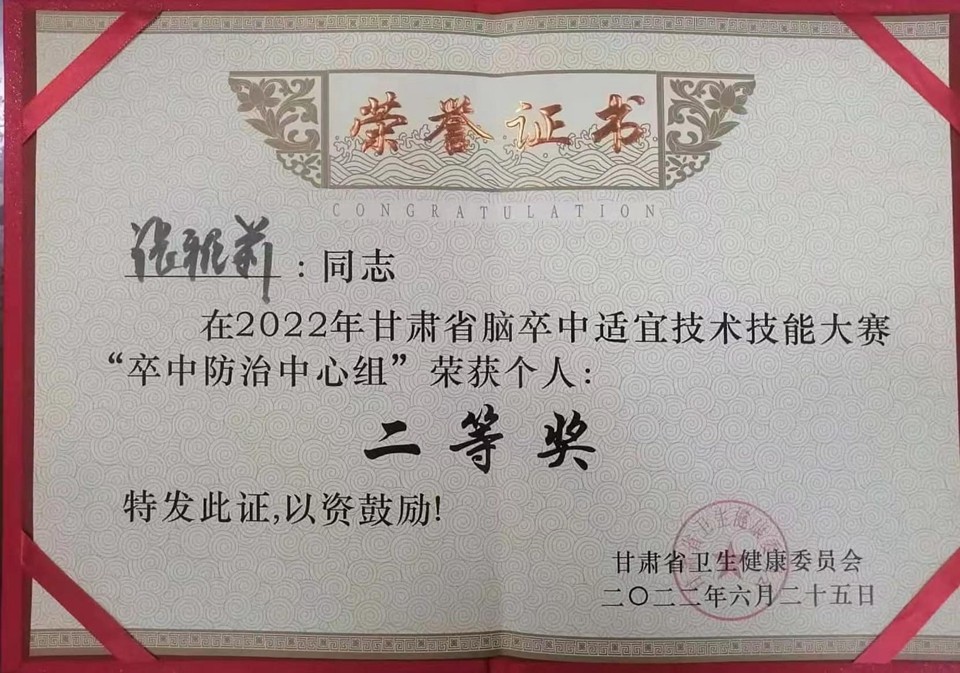 荣誉证书
CONGRATULATION
张雅莉：同志
在2022年甘肃省脑卒中适宜技术技能大赛
“卒中防治中心组”荣获个人：
二等奖
特发此证,以资鼓励!
甘肃省卫生健康委员会
二〇二二年六月二十五日